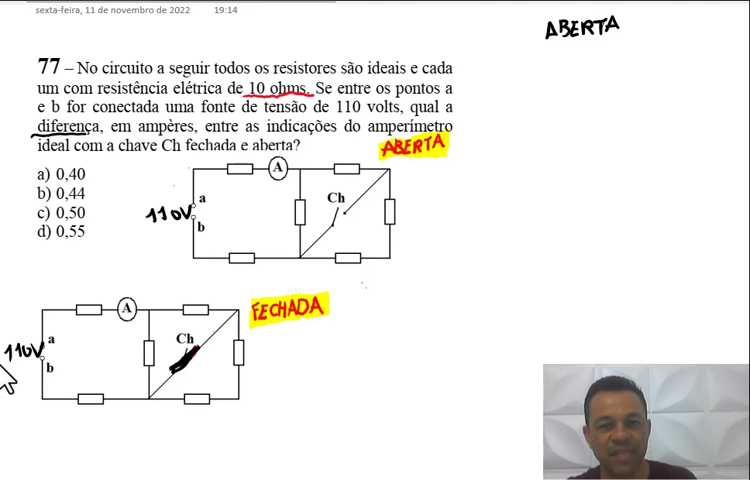 sexta-feira, 11 de novembro de 2022 19:14
ABERTA
77 – No circuito a seguir todos os resistores são ideais e cada
um com resistência elétrica de 10 ohms. Se entre os pontos a
e b for conectada uma fonte de tensão de 110 volts, qual a
diferença, em ampères, entre as indicações do amperímetro
ideal com a chave Ch fechada e aberta?
ABERTA
a) 0,40
b) 0,44
c) 0,50
d) 0,55
A
a
Ch
110V
b
A
FECHADA
a
Ch
110V
b